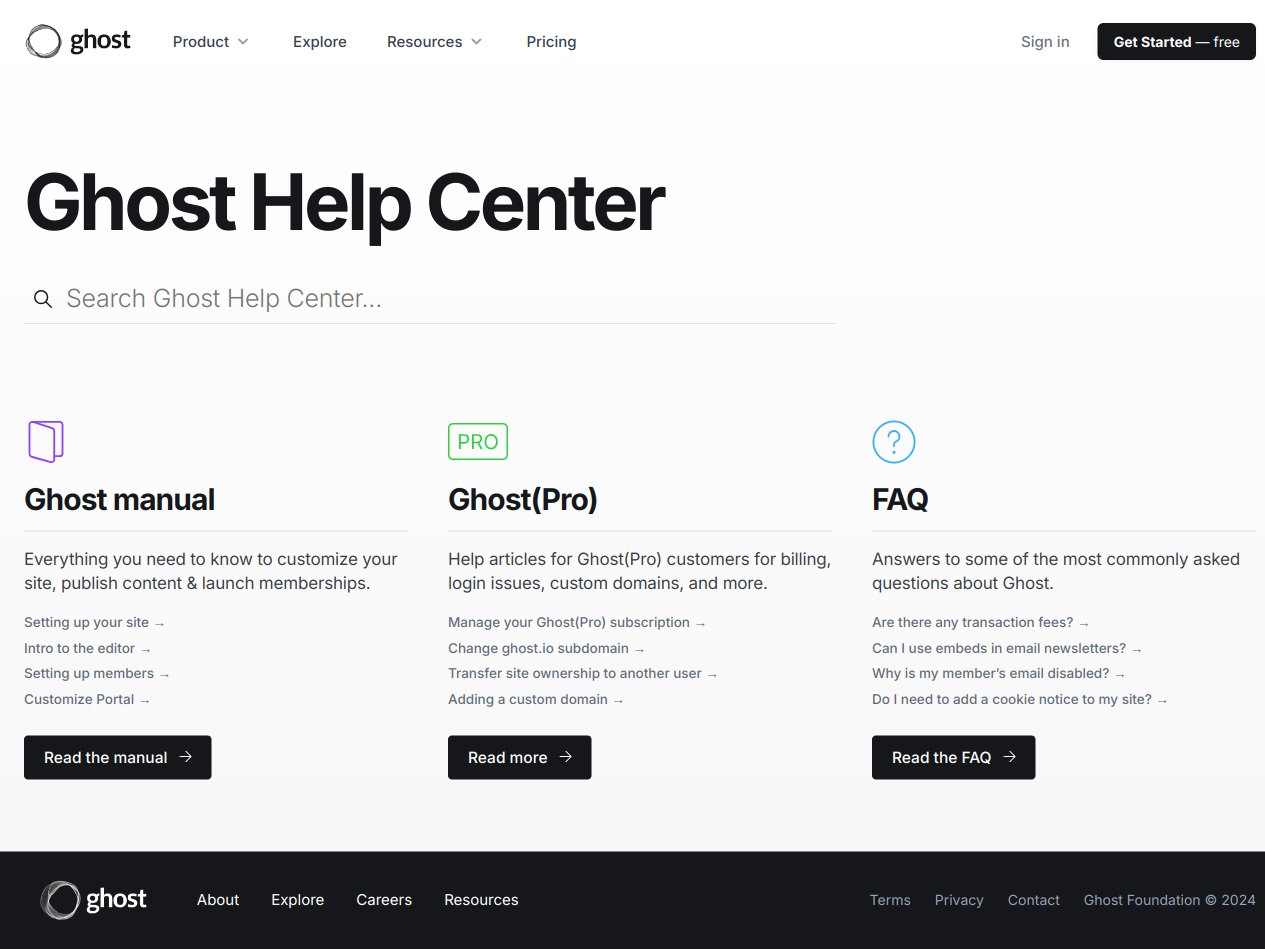 ghost Product Explore Resources Pricing Sign in Get Started — free
Ghost Help Center
Search Ghost Help Center...
PRO
?
Ghost manual
Everything you need to know to customize your
site, publish content & launch memberships.
Setting up your site →
Intro to the editor →
Setting up members →
Customize Portal →
Read the manual →
Ghost(Pro)
Help articles for Ghost(Pro) customers for billing,
login issues, custom domains, and more.
Manage your Ghost(Pro) subscription →
Change ghost.io subdomain →
Transfer site ownership to another user →
Adding a custom domain →
Read more →
FAQ
Answers to some of the most commonly asked
questions about Ghost.
Are there any transaction fees? →
Can I use embeds in email newsletters? →
Why is my member’s email disabled? →
Do I need to add a cookie notice to my site? →
Read the FAQ →
ghost About Explore Careers Resources Terms Privacy Contact Ghost Foundation © 2024